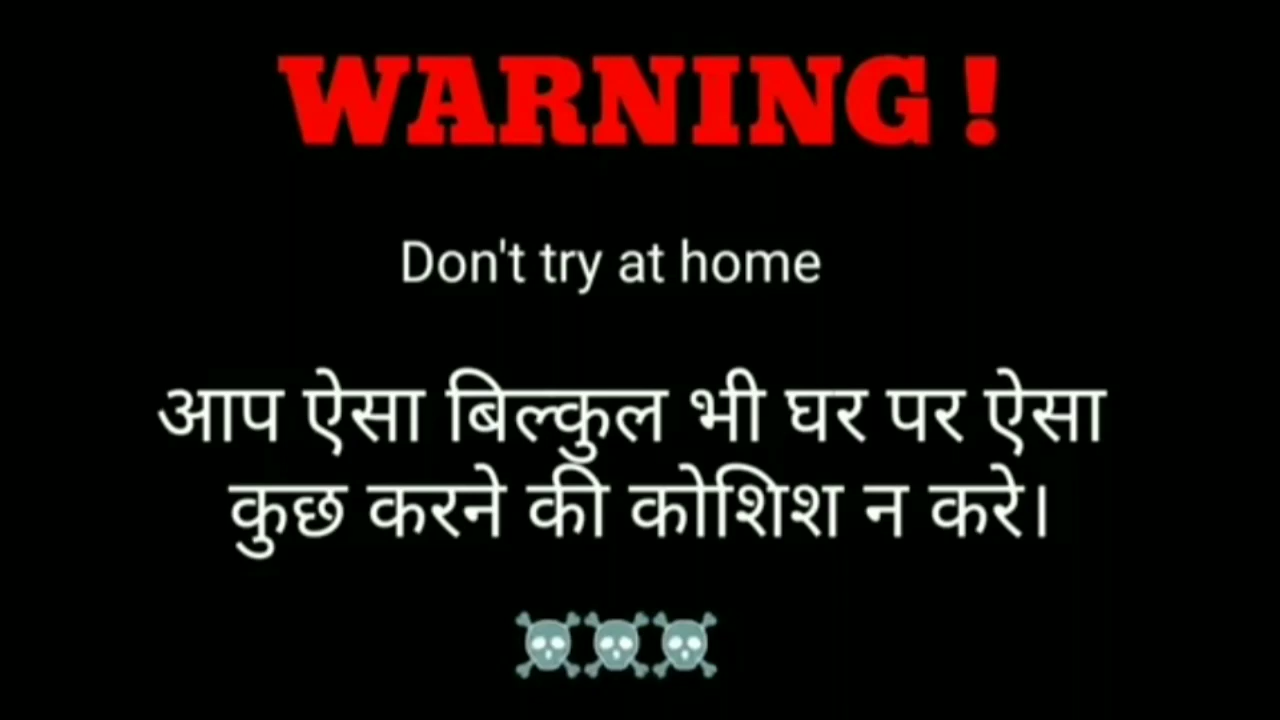 WARNING !
Don't try at home
आप ऐसा बिल्कुल भी घर पर ऐसा
कुछ करने की कोशिश न करे।
☠☠☠